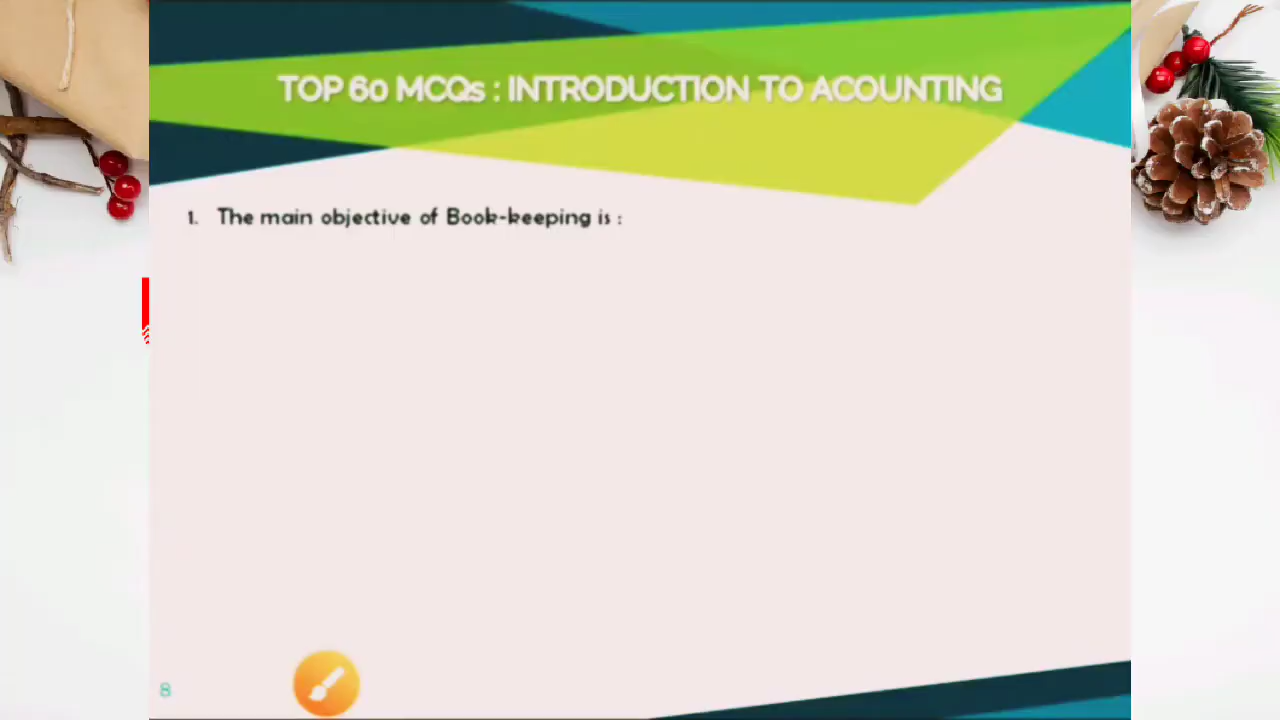 TOP 60 MCQs : INTRODUCTION TO ACOUNTING
1. The main objective of Book-keeping is :
8